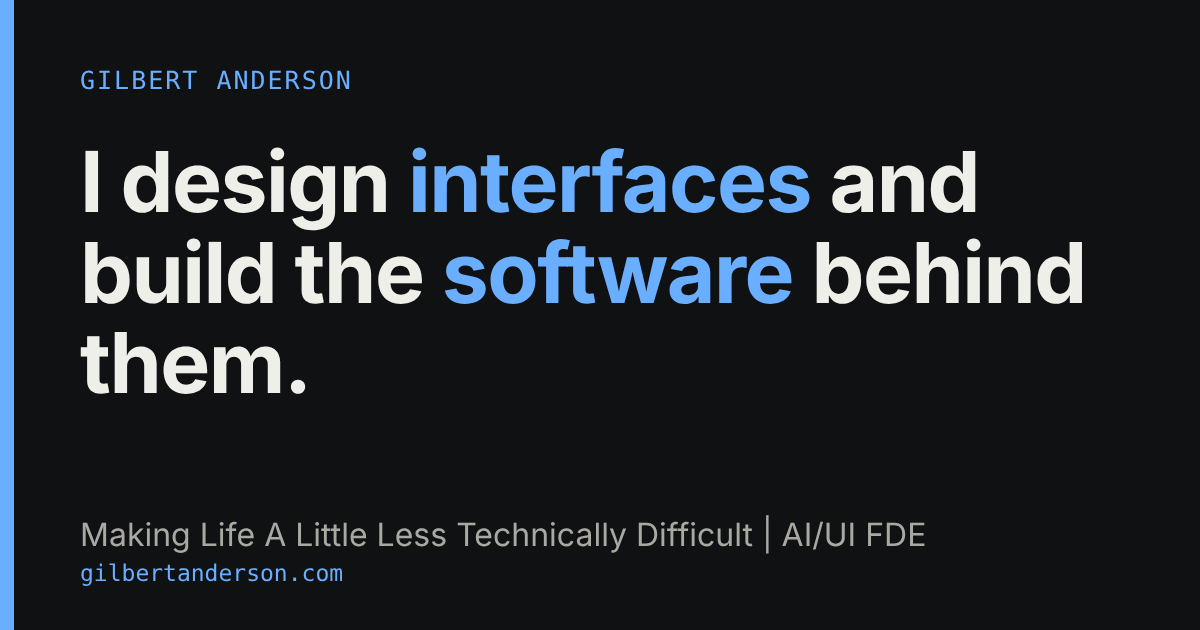 GILBERT ANDERSON
I design interfaces and
build the software behind
them.
Making Life A Little Less Technically Difficult | AI/UI FDE
gilbertanderson.com